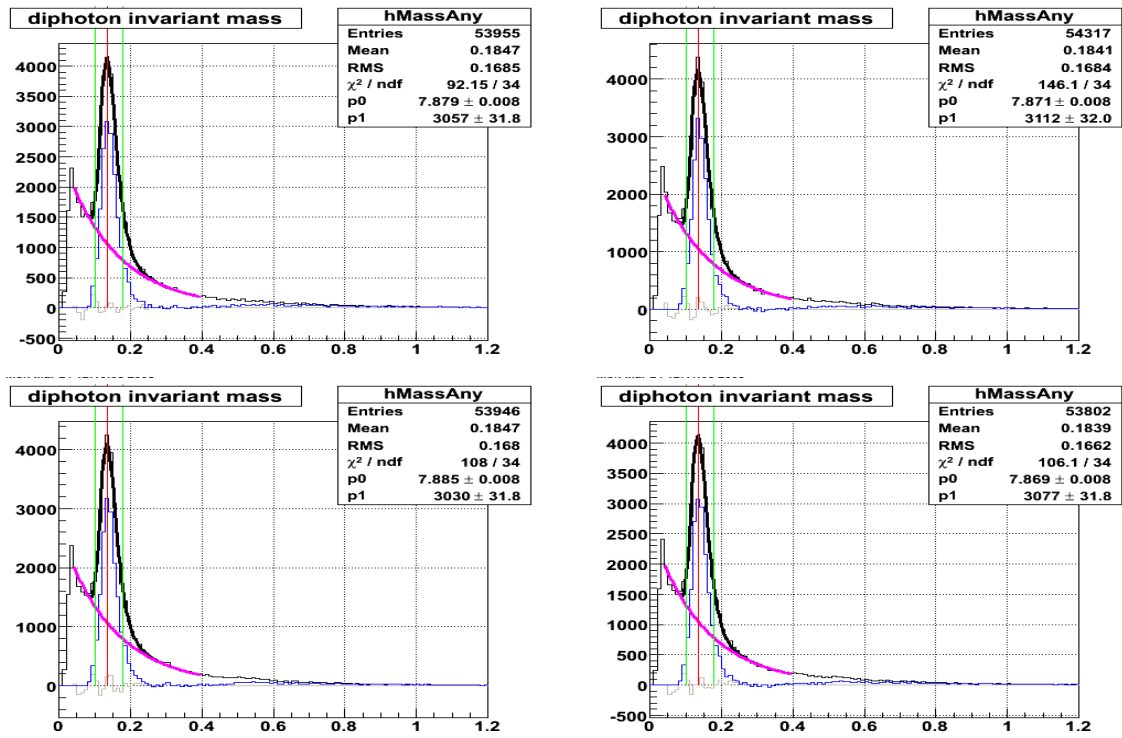 diphoton invariant mass
hMassAny
Entries 53955
Mean 0.1847
RMS 0.1685
χ² / ndf 92.15 / 34
p0 7.879 ± 0.008
p1 3057 ± 31.8
4000
3500
3000
2500
2000
1500
1000
500
0
-500
0 0.2 0.4 0.6 0.8 1 1.2
diphoton invariant mass
hMassAny
Entries 54317
Mean 0.1841
RMS 0.1684
χ² / ndf 146.1 / 34
p0 7.871 ± 0.008
p1 3112 ± 32.0
4000
3000
2000
1000
0
0 0.2 0.4 0.6 0.8 1 1.2
diphoton invariant mass
hMassAny
Entries 53946
Mean 0.1847
RMS 0.168
χ² / ndf 108 / 34
p0 7.885 ± 0.008
p1 3030 ± 31.8
4000
3000
2000
1000
0
0 0.2 0.4 0.6 0.8 1 1.2
diphoton invariant mass
hMassAny
Entries 53802
Mean 0.1839
RMS 0.1662
χ² / ndf 106.1 / 34
p0 7.869 ± 0.008
p1 3077 ± 31.8
4000
3500
3000
2500
2000
1500
1000
500
0
-500
0 0.2 0.4 0.6 0.8 1 1.2